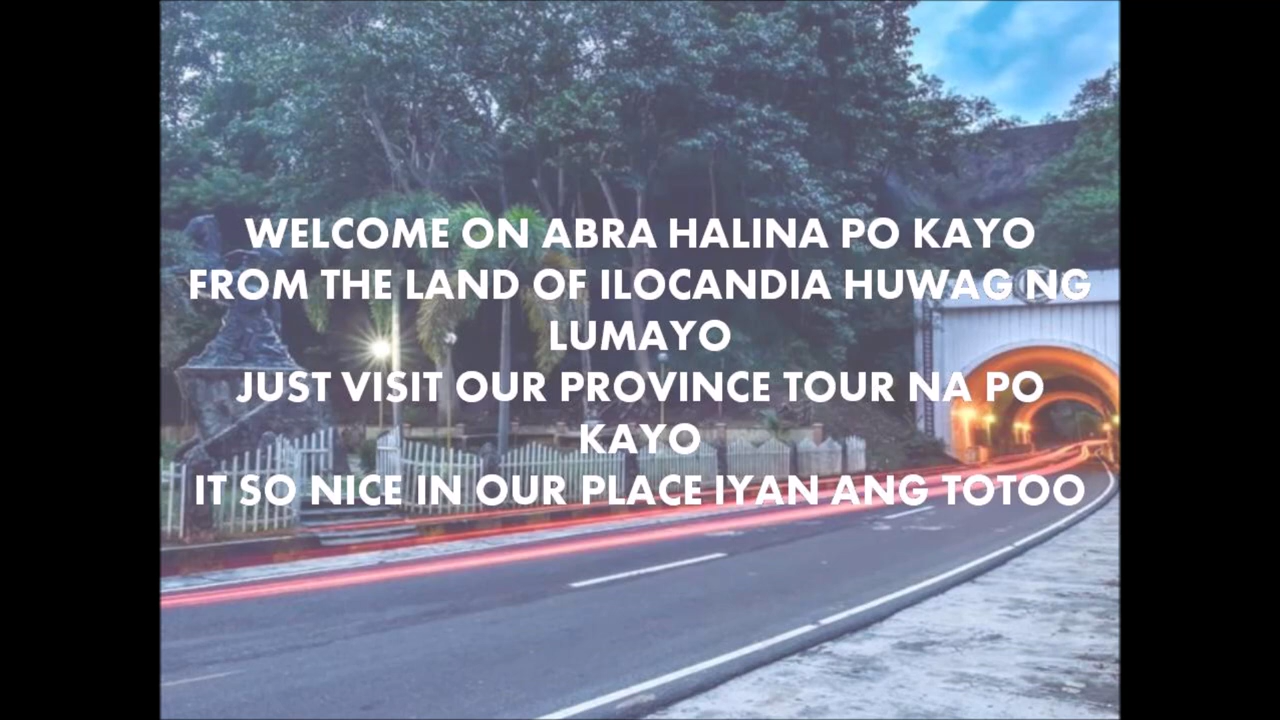 WELCOME ON ABRA HALINA PO KAYO
FROM THE LAND OF ILOCANDIA HUWAG NG
LUMAYO
JUST VISIT OUR PROVINCE TOUR NA PO
KAYO
IT SO NICE IN OUR PLACE IYAN ANG TOTOO